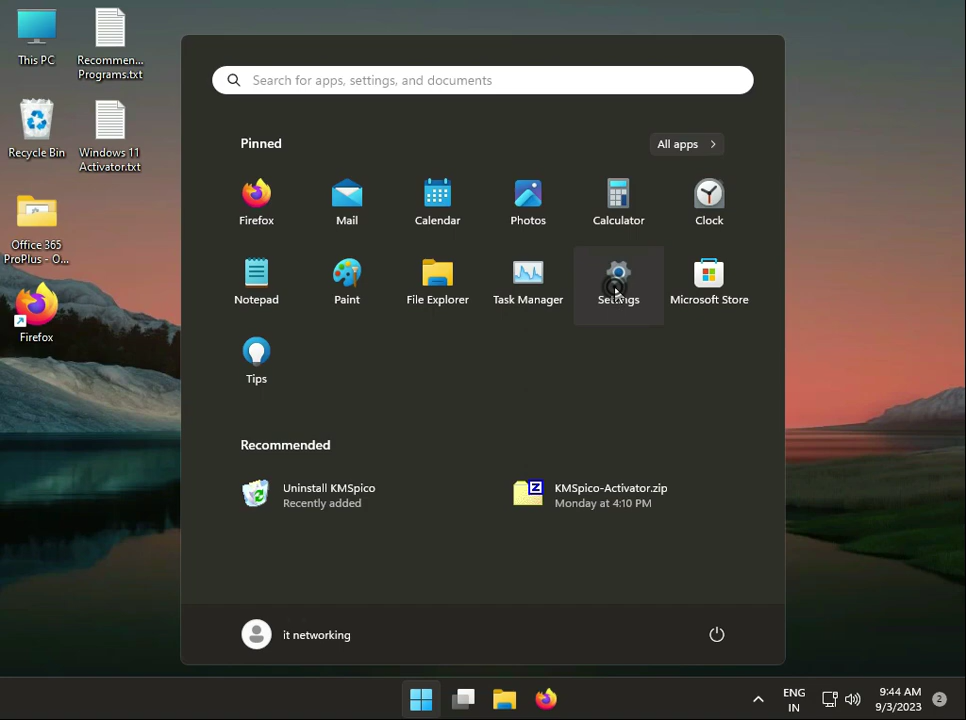 This PC
Recommen...
Programs.txt
Recycle Bin
Windows 11
Activator.txt
Office 365
ProPlus - O...
Firefox
Search for apps, settings, and documents
Pinned
All apps
Firefox
Mail
Calendar
Photos
Calculator
Clock
Notepad
Paint
File Explorer
Task Manager
Settings
Microsoft Store
Tips
Recommended
Uninstall KMSpico
Recently added
Z
KMSpico-Activator.zip
Monday at 4:10 PM
it networking
ENG
IN
9:44 AM
9/3/2023
2